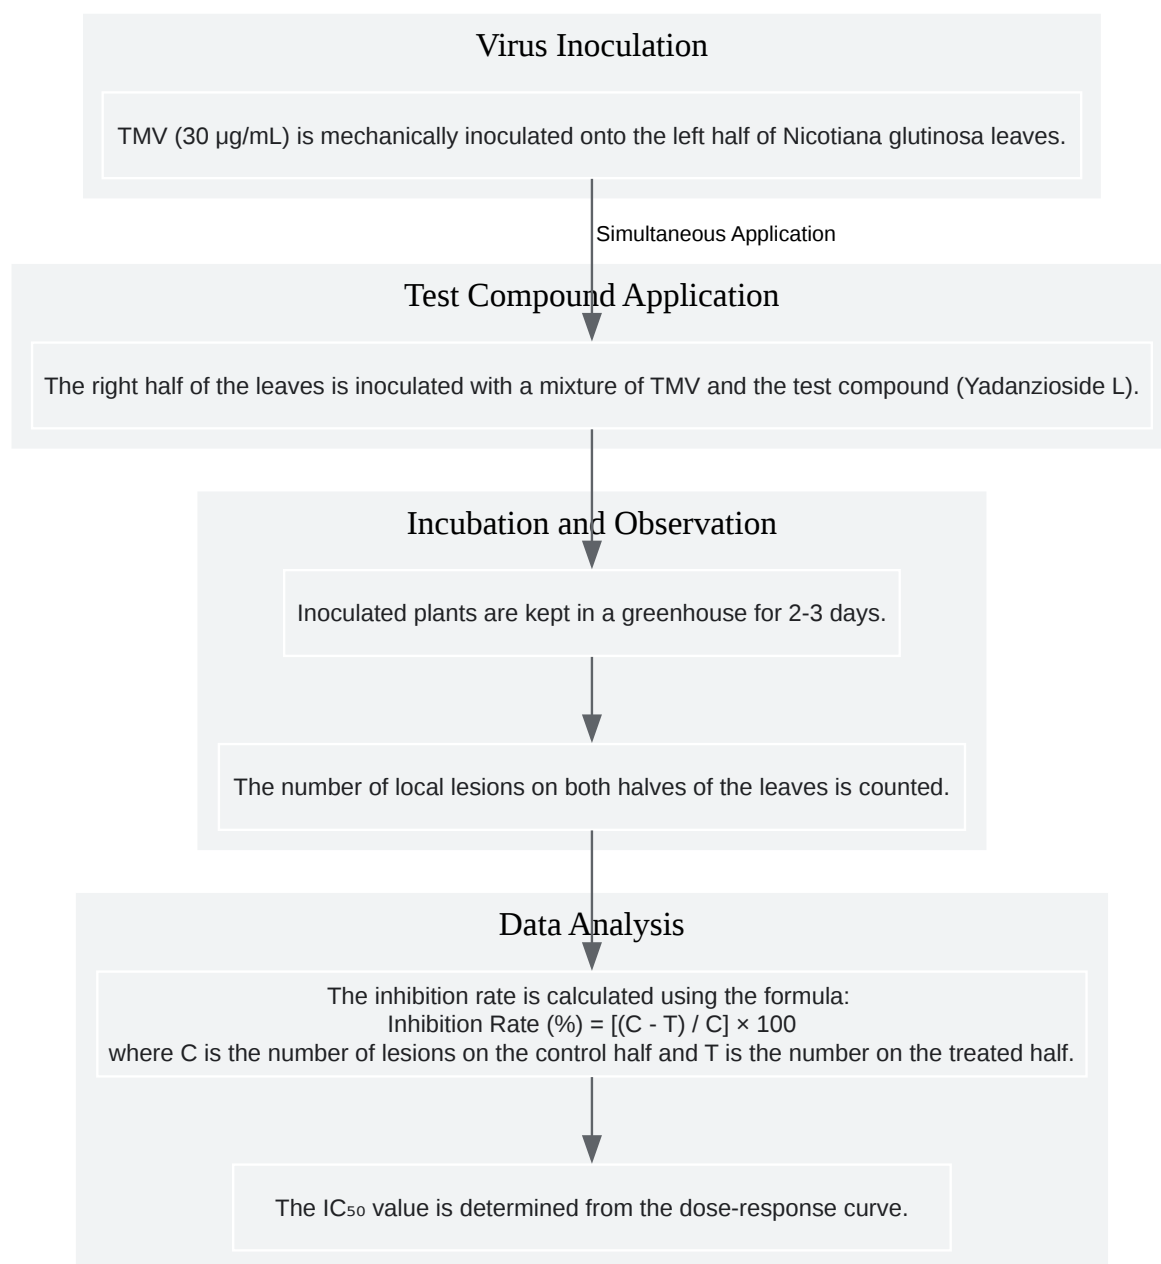 Virus Inoculation
TMV (30 μg/mL) is mechanically inoculated onto the left half of Nicotiana glutinosa leaves.
Simultaneous Application
Test Compound Application
The right half of the leaves is inoculated with a mixture of TMV and the test compound (Yadanzioside L).
Incubation and Observation
Inoculated plants are kept in a greenhouse for 2-3 days.
The number of local lesions on both halves of the leaves is counted.
Data Analysis
The inhibition rate is calculated using the formula:
Inhibition Rate (%) = [(C - T) / C] × 100
where C is the number of lesions on the control half and T is the number on the treated half.
The IC₅₀ value is determined from the dose-response curve.